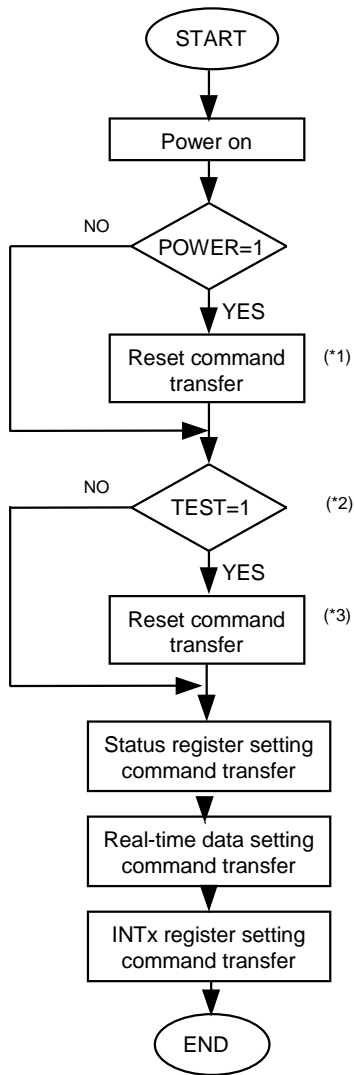 START
Power on
NO
POWER=1
YES
Reset command
transfer
(*1)
NO
TEST=1
(*2)
YES
Reset command
transfer
(*3)
Status register setting
command transfer
Real-time data setting
command transfer
INTx register setting
command transfer
END